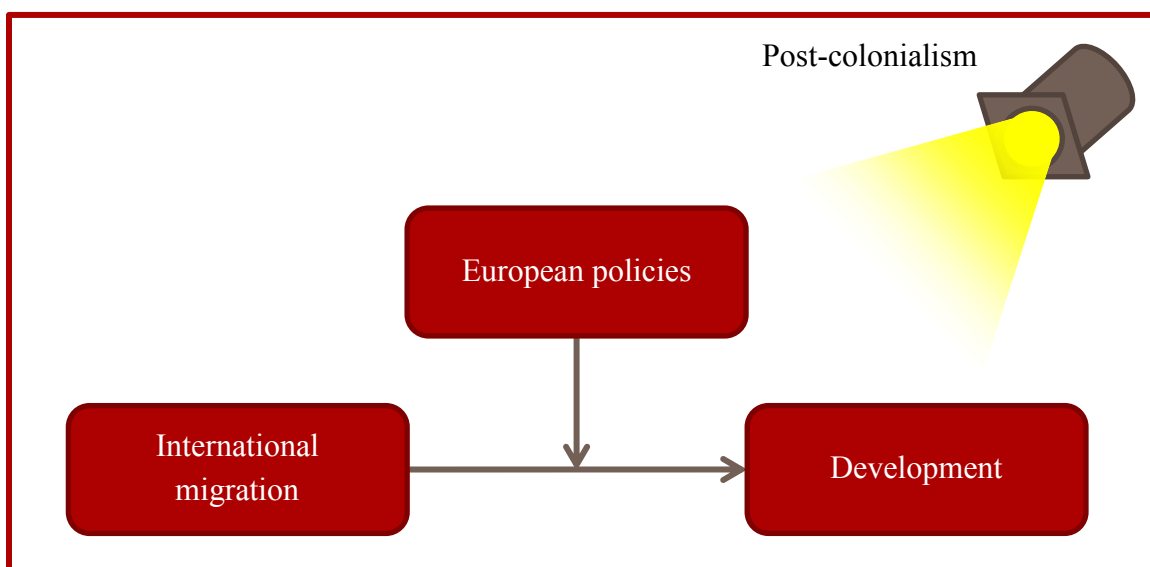 Post-colonialism
European policies
International
migration
Development